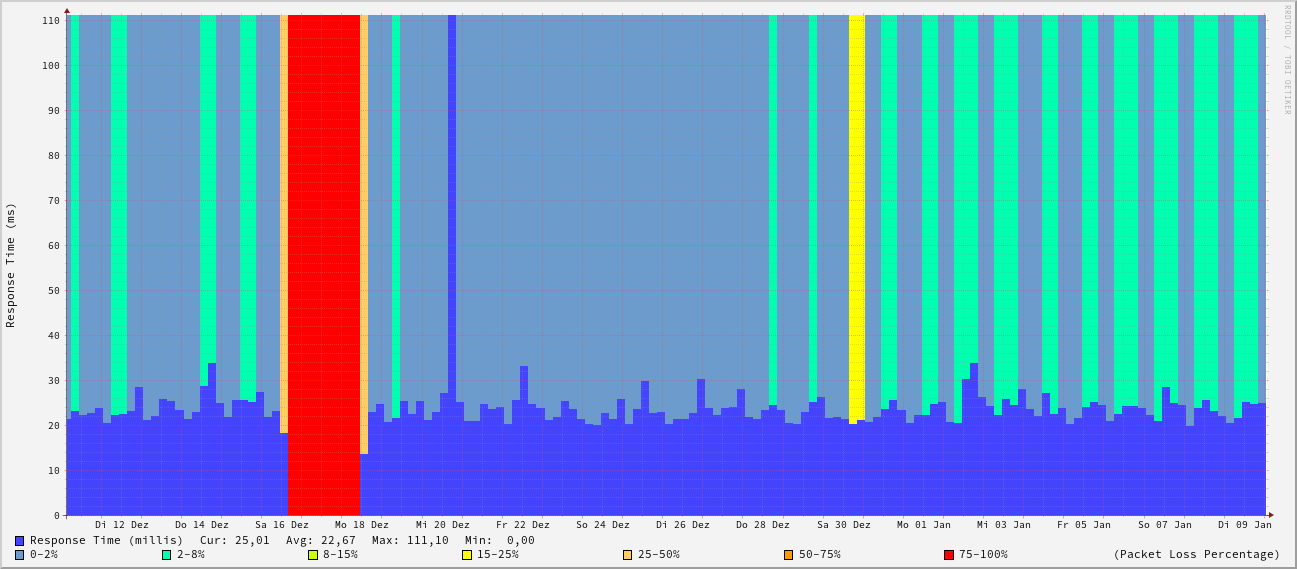 RRDTOOL / TOBI OETIKER
Response Time (ms)
110
100
90
80
70
60
50
40
30
20
10
0
Di 12 Dez Do 14 Dez Sa 16 Dez Mo 18 Dez Mi 20 Dez Fr 22 Dez So 24 Dez Di 26 Dez Do 28 Dez Sa 30 Dez Mo 01 Jan Mi 03 Jan Fr 05 Jan So 07 Jan Di 09 Jan
Response Time (millis) Cur: 25,01 Avg: 22,67 Max: 111,10 Min: 0,00
0-2% 2-8% 8-15% 15-25% 25-50% 50-75% 75-100% (Packet Loss Percentage)